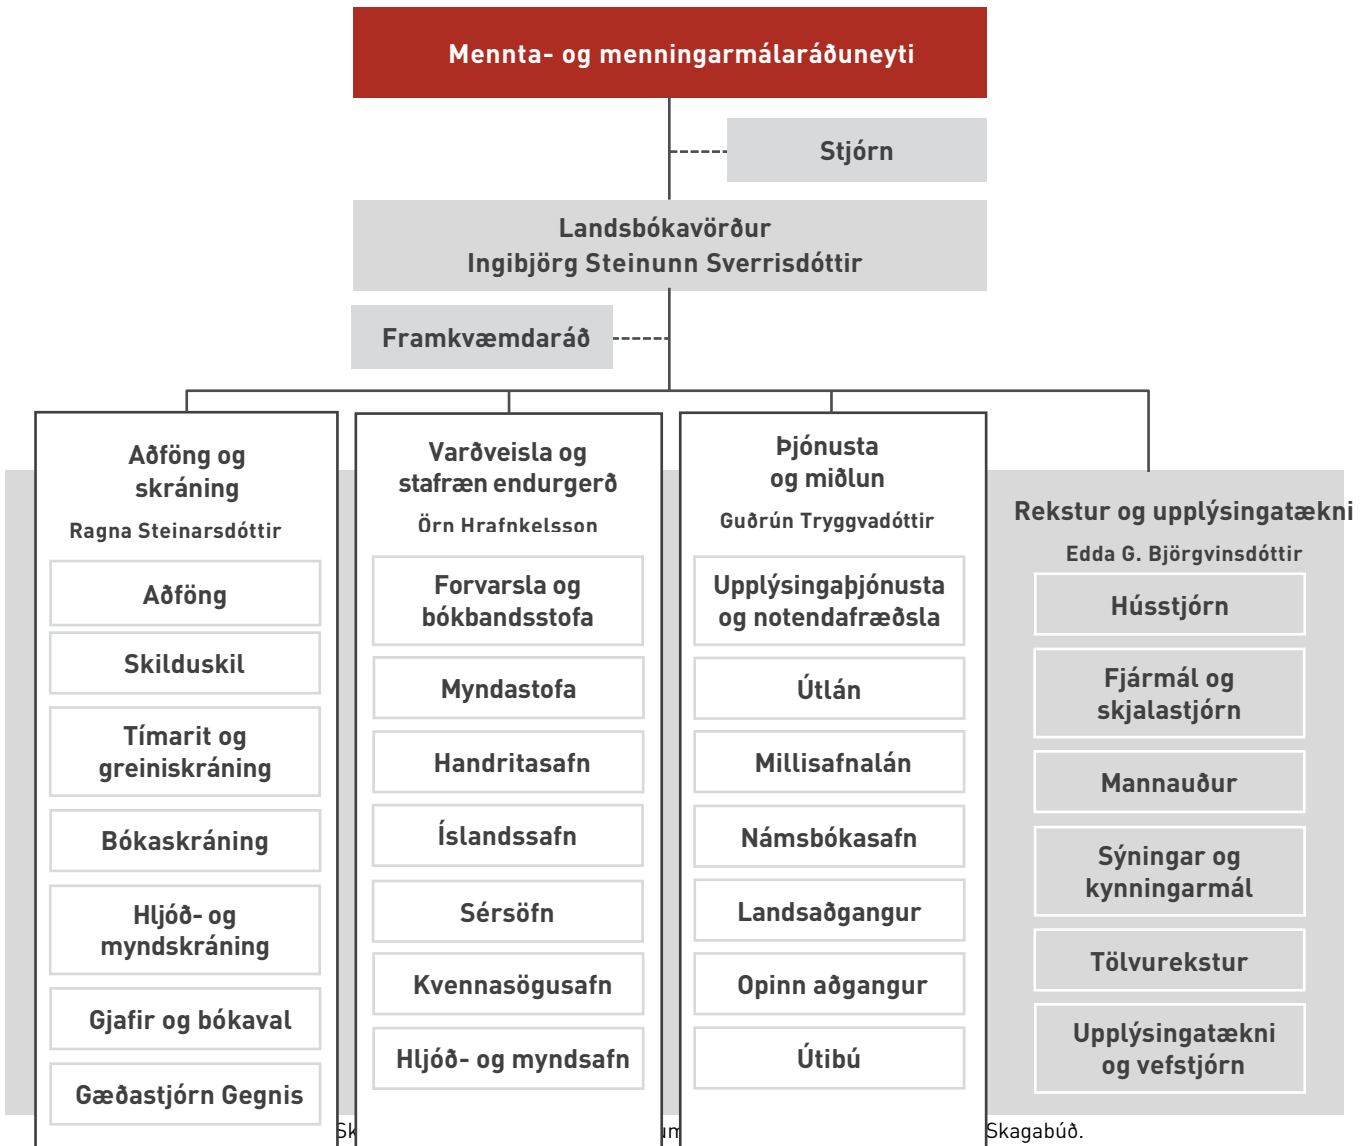 Mennta- og menningarmálaráðuneyti
Stjórn
Landsbókavörður
Ingibjörg Steinunn Sverrisdóttir
Framkvæmdaráð
Aðföng og
skráning
Ragna Steinarsdóttir
Aðföng
Skilduskil
Tímarit og
greiniskráning
Bókaskráning
Hljóð- og
myndskráning
Gjafir og bókaval
Gæðastjórn Gegnis
Varðveisla og
stafræn endurgerð
Örn Hrafnkelsson
Forvarsla og
bókbandsstofa
Myndastofa
Handritasafn
Íslandssafn
Sérsöfn
Kvennasögusafn
Hljóð- og myndsafn
Þjónusta
og miðlun
Guðrún Tryggvadóttir
Upplýsingaþjónusta
og notendafræðsla
Útlán
Millisafnalán
Námsbókasafn
Landsaðgangur
Opinn aðgangur
Útibú
Rekstur og upplýsingatækni
Edda G. Björgvinsdóttir
Hússtjórn
Fjármál og
skjalastjórn
Mannauður
Sýningar og
kynningarmál
Tölvurekstur
Upplýsingatækni
og vefstjórn
Skagabúð.